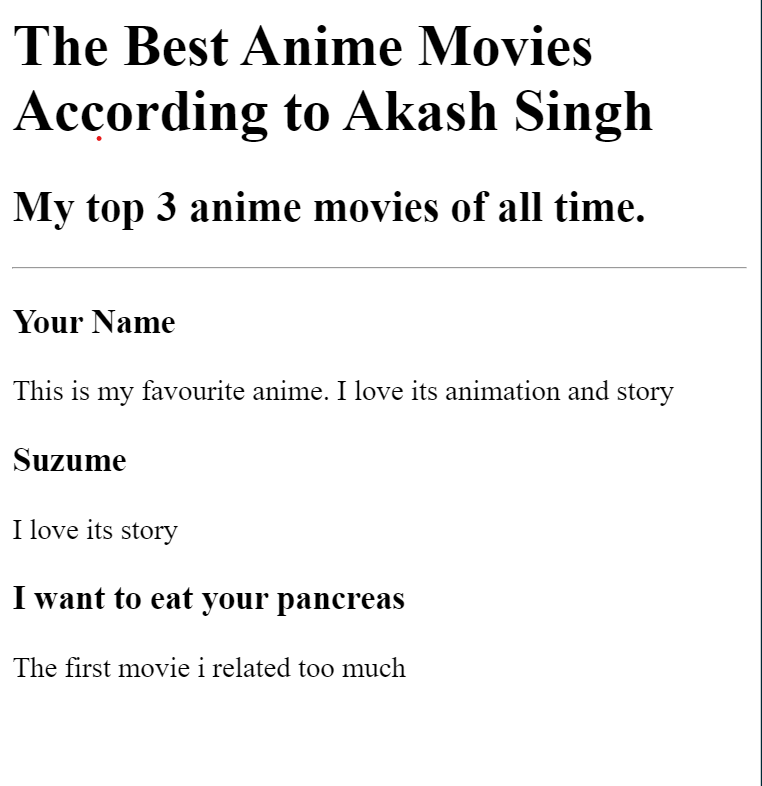 The Best Anime Movies
According to Akash Singh
My top 3 anime movies of all time.
Your Name
This is my favourite anime. I love its animation and story
Suzume
I love its story
I want to eat your pancreas
The first movie i related too much